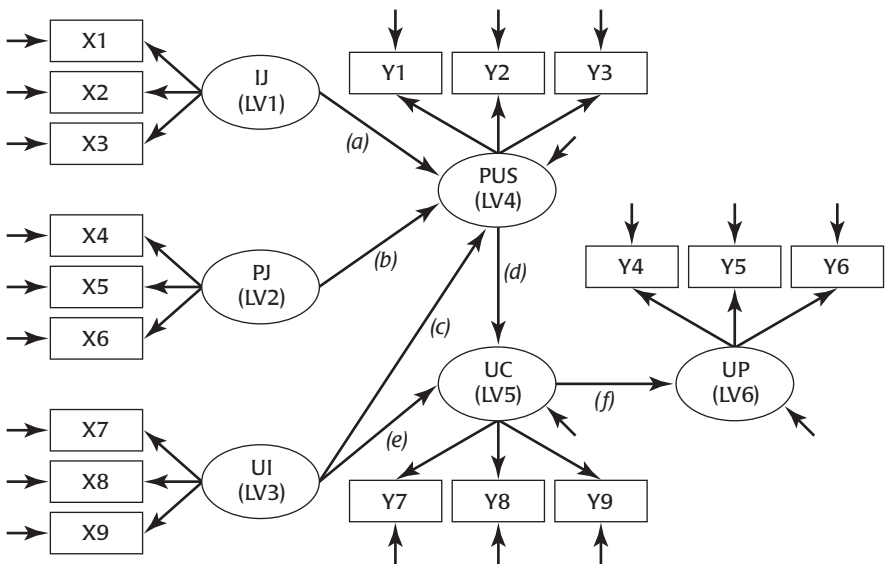 X1
X2
X3
IJ
(LV1)
(a)
Y1
Y2
Y3
PUS
(LV4)
X4
X5
X6
PJ
(LV2)
(b)
(c)
(d)
Y4
Y5
Y6
UC
(LV5)
(e)
(f)
UP
(LV6)
X7
X8
X9
UI
(LV3)
Y7
Y8
Y9